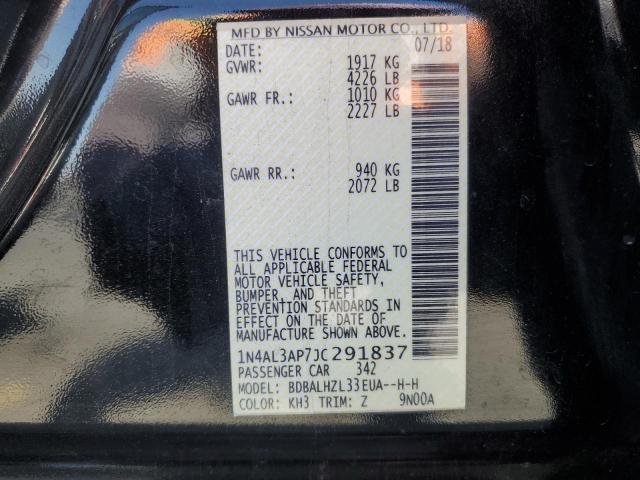 MFD BY NISSAN MOTOR CO., LTD.
DATE: 07/18
GVWR: 1917 KG
4226 LB
GAWR FR.: 1010 KG
2227 LB
GAWR RR.: 940 KG
2072 LB
THIS VEHICLE CONFORMS TO
ALL APPLICABLE FEDERAL
MOTOR VEHICLE SAFETY,
BUMPER, AND THEFT
PREVENTION STANDARDS IN
EFFECT ON THE DATE OF
MANUFACTURE SHOWN ABOVE.
1N4AL3AP7JC291837
PASSENGER CAR 342
MODEL: BDBALHZL33EUA--H-H
COLOR: KH3 TRIM: Z 9N00A